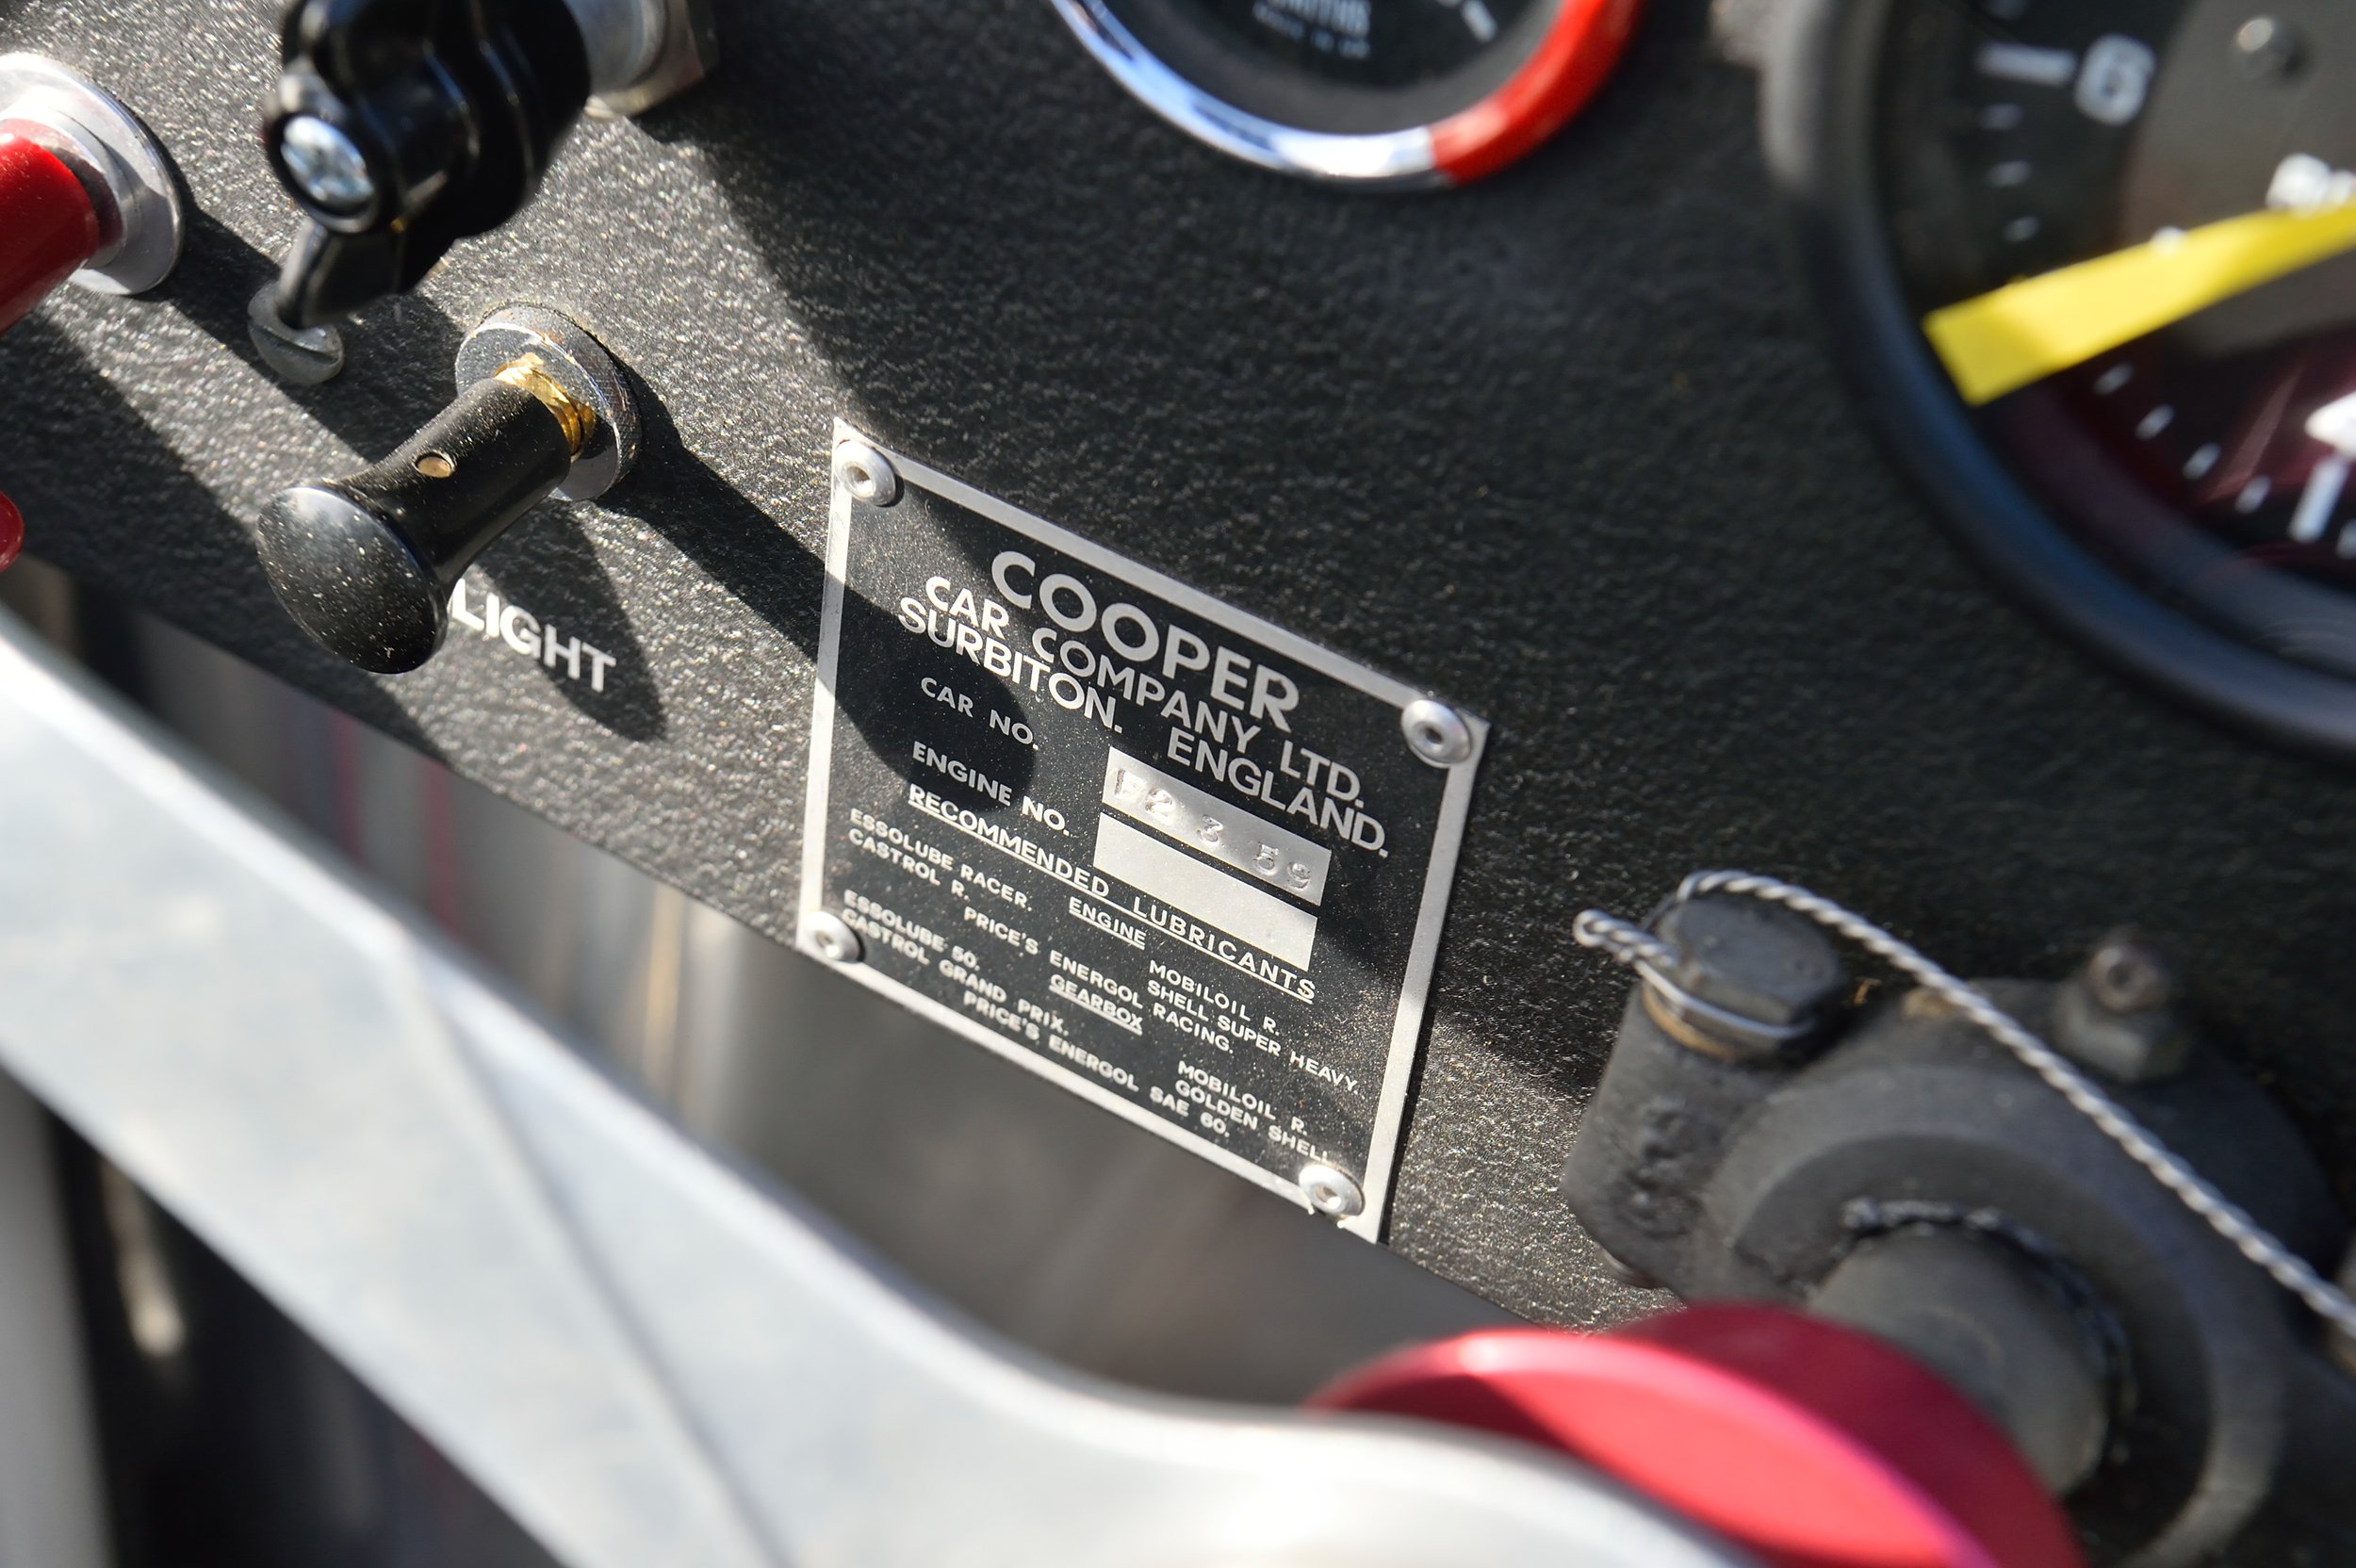 6
LIGHT
COOPER
CAR COMPANY LTD.
SURBITON. ENGLAND.
CAR NO. F2 3 59
ENGINE NO.
RECOMMENDED LUBRICANTS
ENGINE
ESSOLUBE RACER. MOBILOIL R.
CASTROL R. SHELL SUPER HEAVY.
PRICE'S ENERGOL RACING.
GEARBOX
ESSOLUBE 60. MOBILOIL R.
CASTROL GRAND PRIX. GOLDEN SHELL
PRICE'S ENERGOL SAE 60.